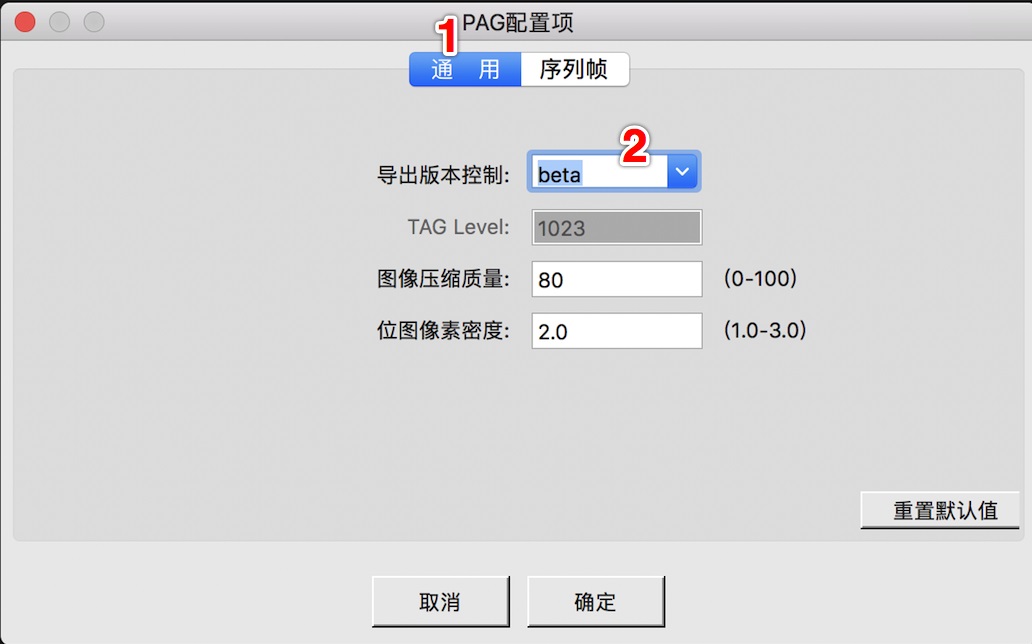 PAG配置项
1
通 用 序列帧
2
导出版本控制: beta
TAG Level: 1023
图像压缩质量: 80 (0-100)
位图像素密度: 2.0 (1.0-3.0)
重置默认值
取消 确定